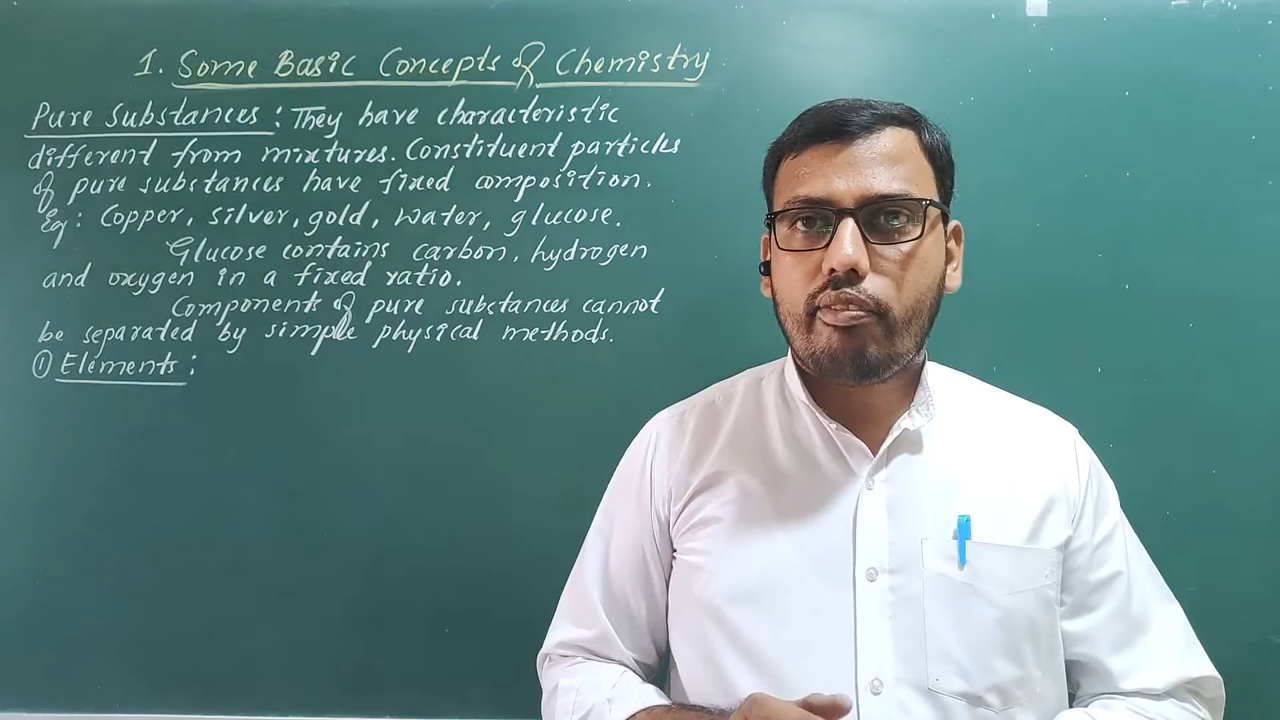 1. Some Basic Concepts of Chemistry
Pure Substances : They have characteristic
different from mixtures. Constituent particles
of pure substances have fixed composition.
Eg: Copper, silver, gold, water, glucose.
Glucose contains carbon, hydrogen
and oxygen in a fixed ratio.
Components of pure substances cannot
be separated by simple physical methods.
① Elements :